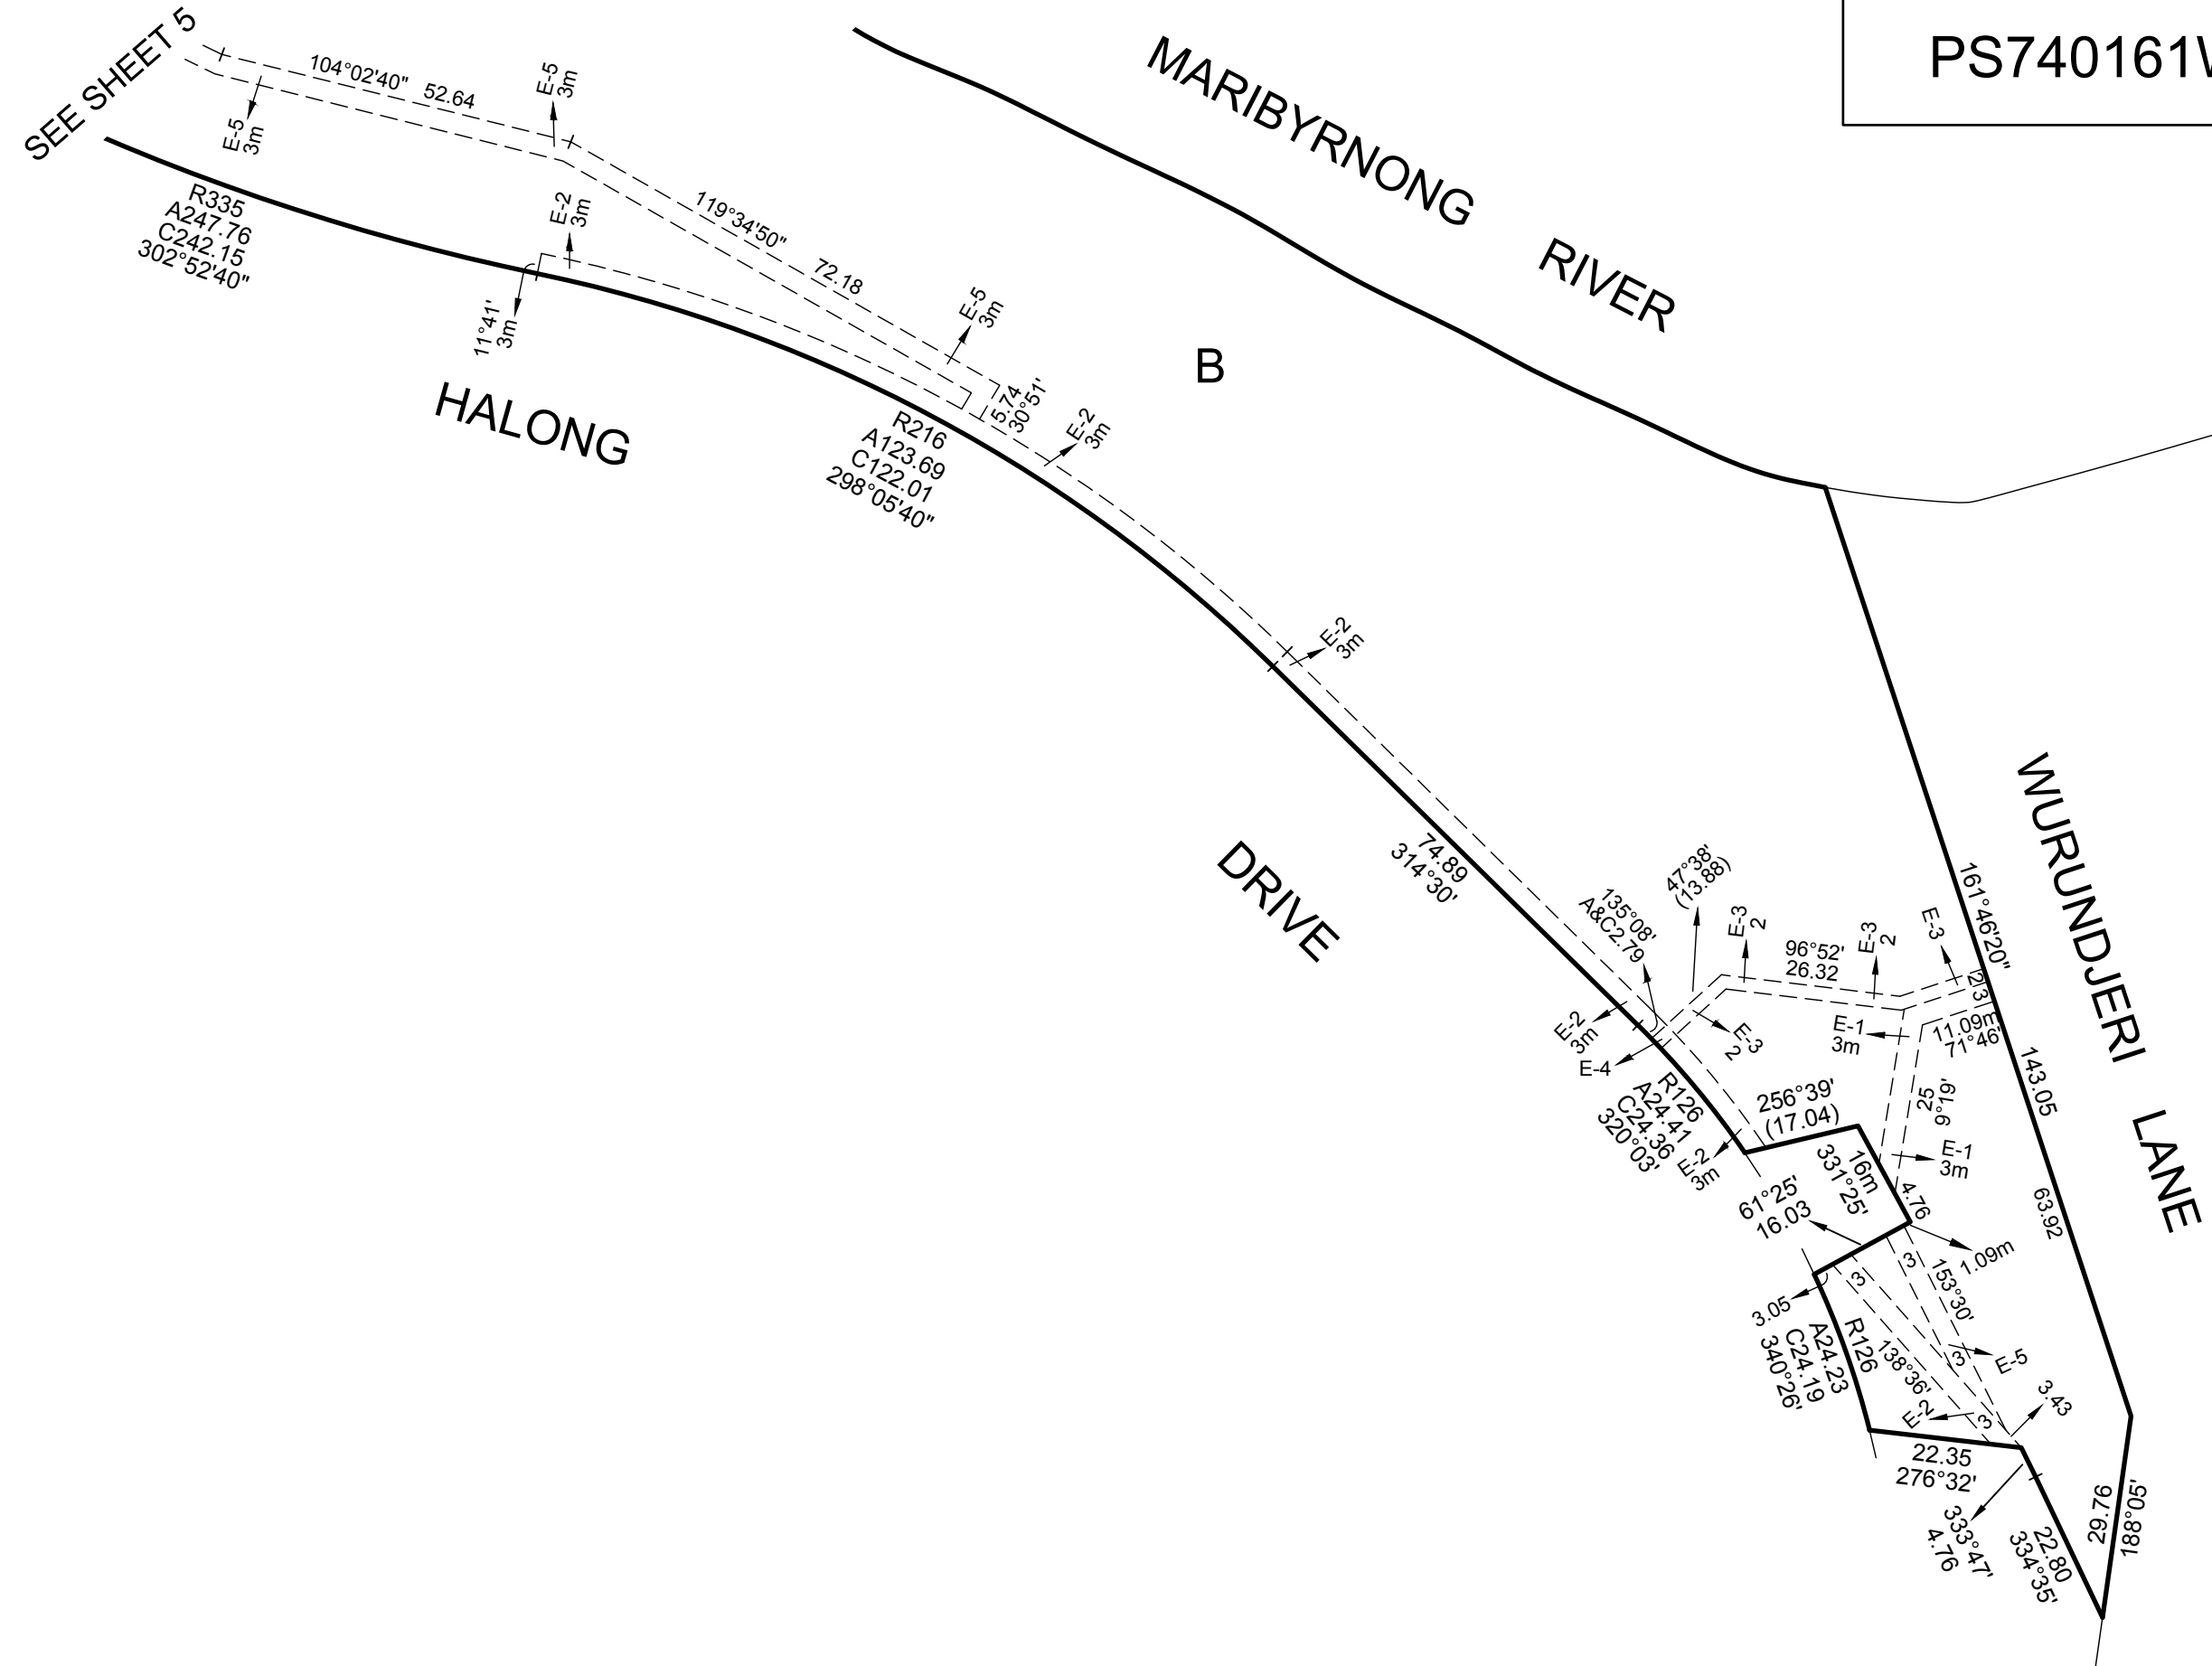 PS740161
SEE SHEET 5
104°02'40" 52.64
E-5
3m
E-5
3m
MARIBYRNONG RIVER
R335
A247.76
C242.15
302°52'40"
E-2
3m
119°34'50" 72.18
E-5
3m
11°41'
3m
HALONG
B
5.74
30°51'
E-2
3m
R216
A123.69
C122.01
298°05'40"
E-2
3m
DRIVE
74.89
314°30'
135°08'
A&C2.79
47°38'
(13.88)
E-3
2
96°52'
26.32
E-3
2
E-3
161°46'20"
WURUNDJERI LANE
2
3
11.09m
71°46'
E-1
3m
E-3
2
E-2
3m
E-4
143.05
25
9°19'
R126
A24.41
C24.36
320°03'
256°39'
(17.04)
E-2
3m
E-1
3m
16m
331°25'
4.76
63.92
61°25'
16.03
1.09m
3
3
153°30'
3.05
R126
A24.23
C24.19
340°26'
138°36'
3
E-5
E-2
3
3.43
22.35
276°32'
333°47'
4.76
22.80
334°35'
29.76
188°05'